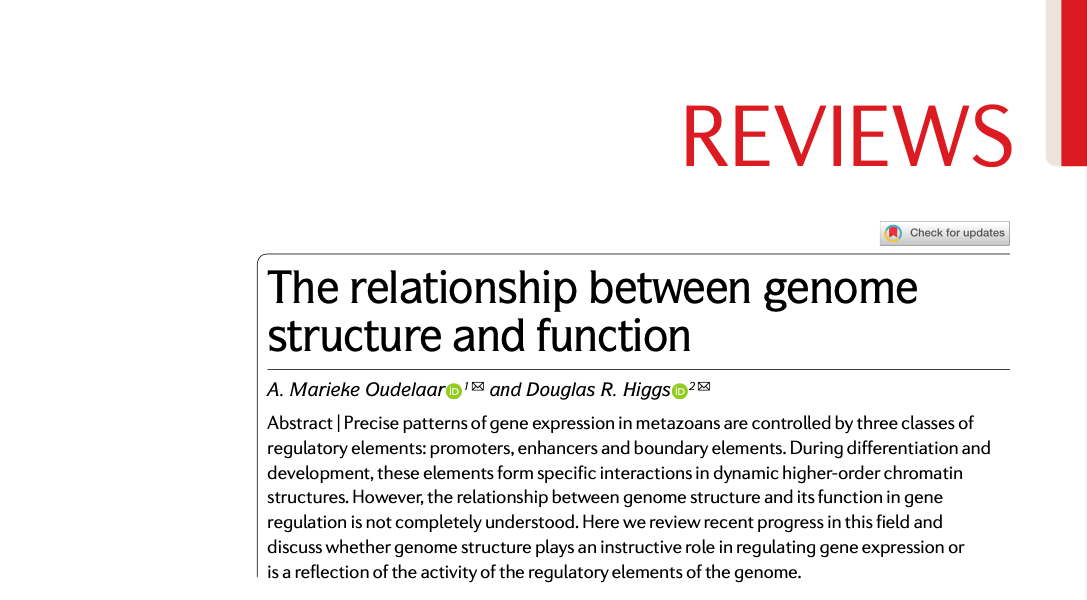 REVIEWS
Check for updates
The relationship between genome
structure and function
A. Marieke Oudelaar iD 1✉ and Douglas R. Higgs iD 2✉
Abstract | Precise patterns of gene expression in metazoans are controlled by three classes of
regulatory elements: promoters, enhancers and boundary elements. During differentiation and
development, these elements form specific interactions in dynamic higher-order chromatin
structures. However, the relationship between genome structure and its function in gene
regulation is not completely understood. Here we review recent progress in this field and
discuss whether genome structure plays an instructive role in regulating gene expression or
is a reflection of the activity of the regulatory elements of the genome.